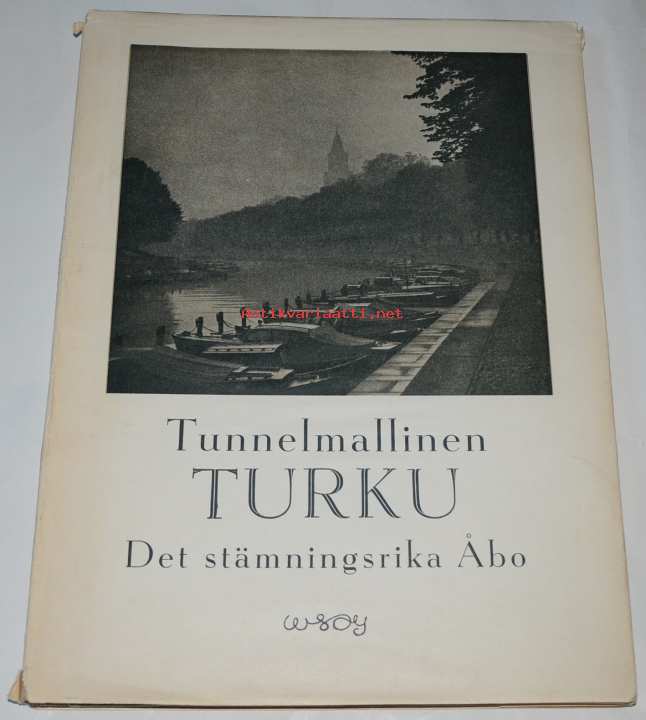 Antikvariaatti.net
Tunnelmallinen
TURKU
Det stämningsrika Åbo
WSOY